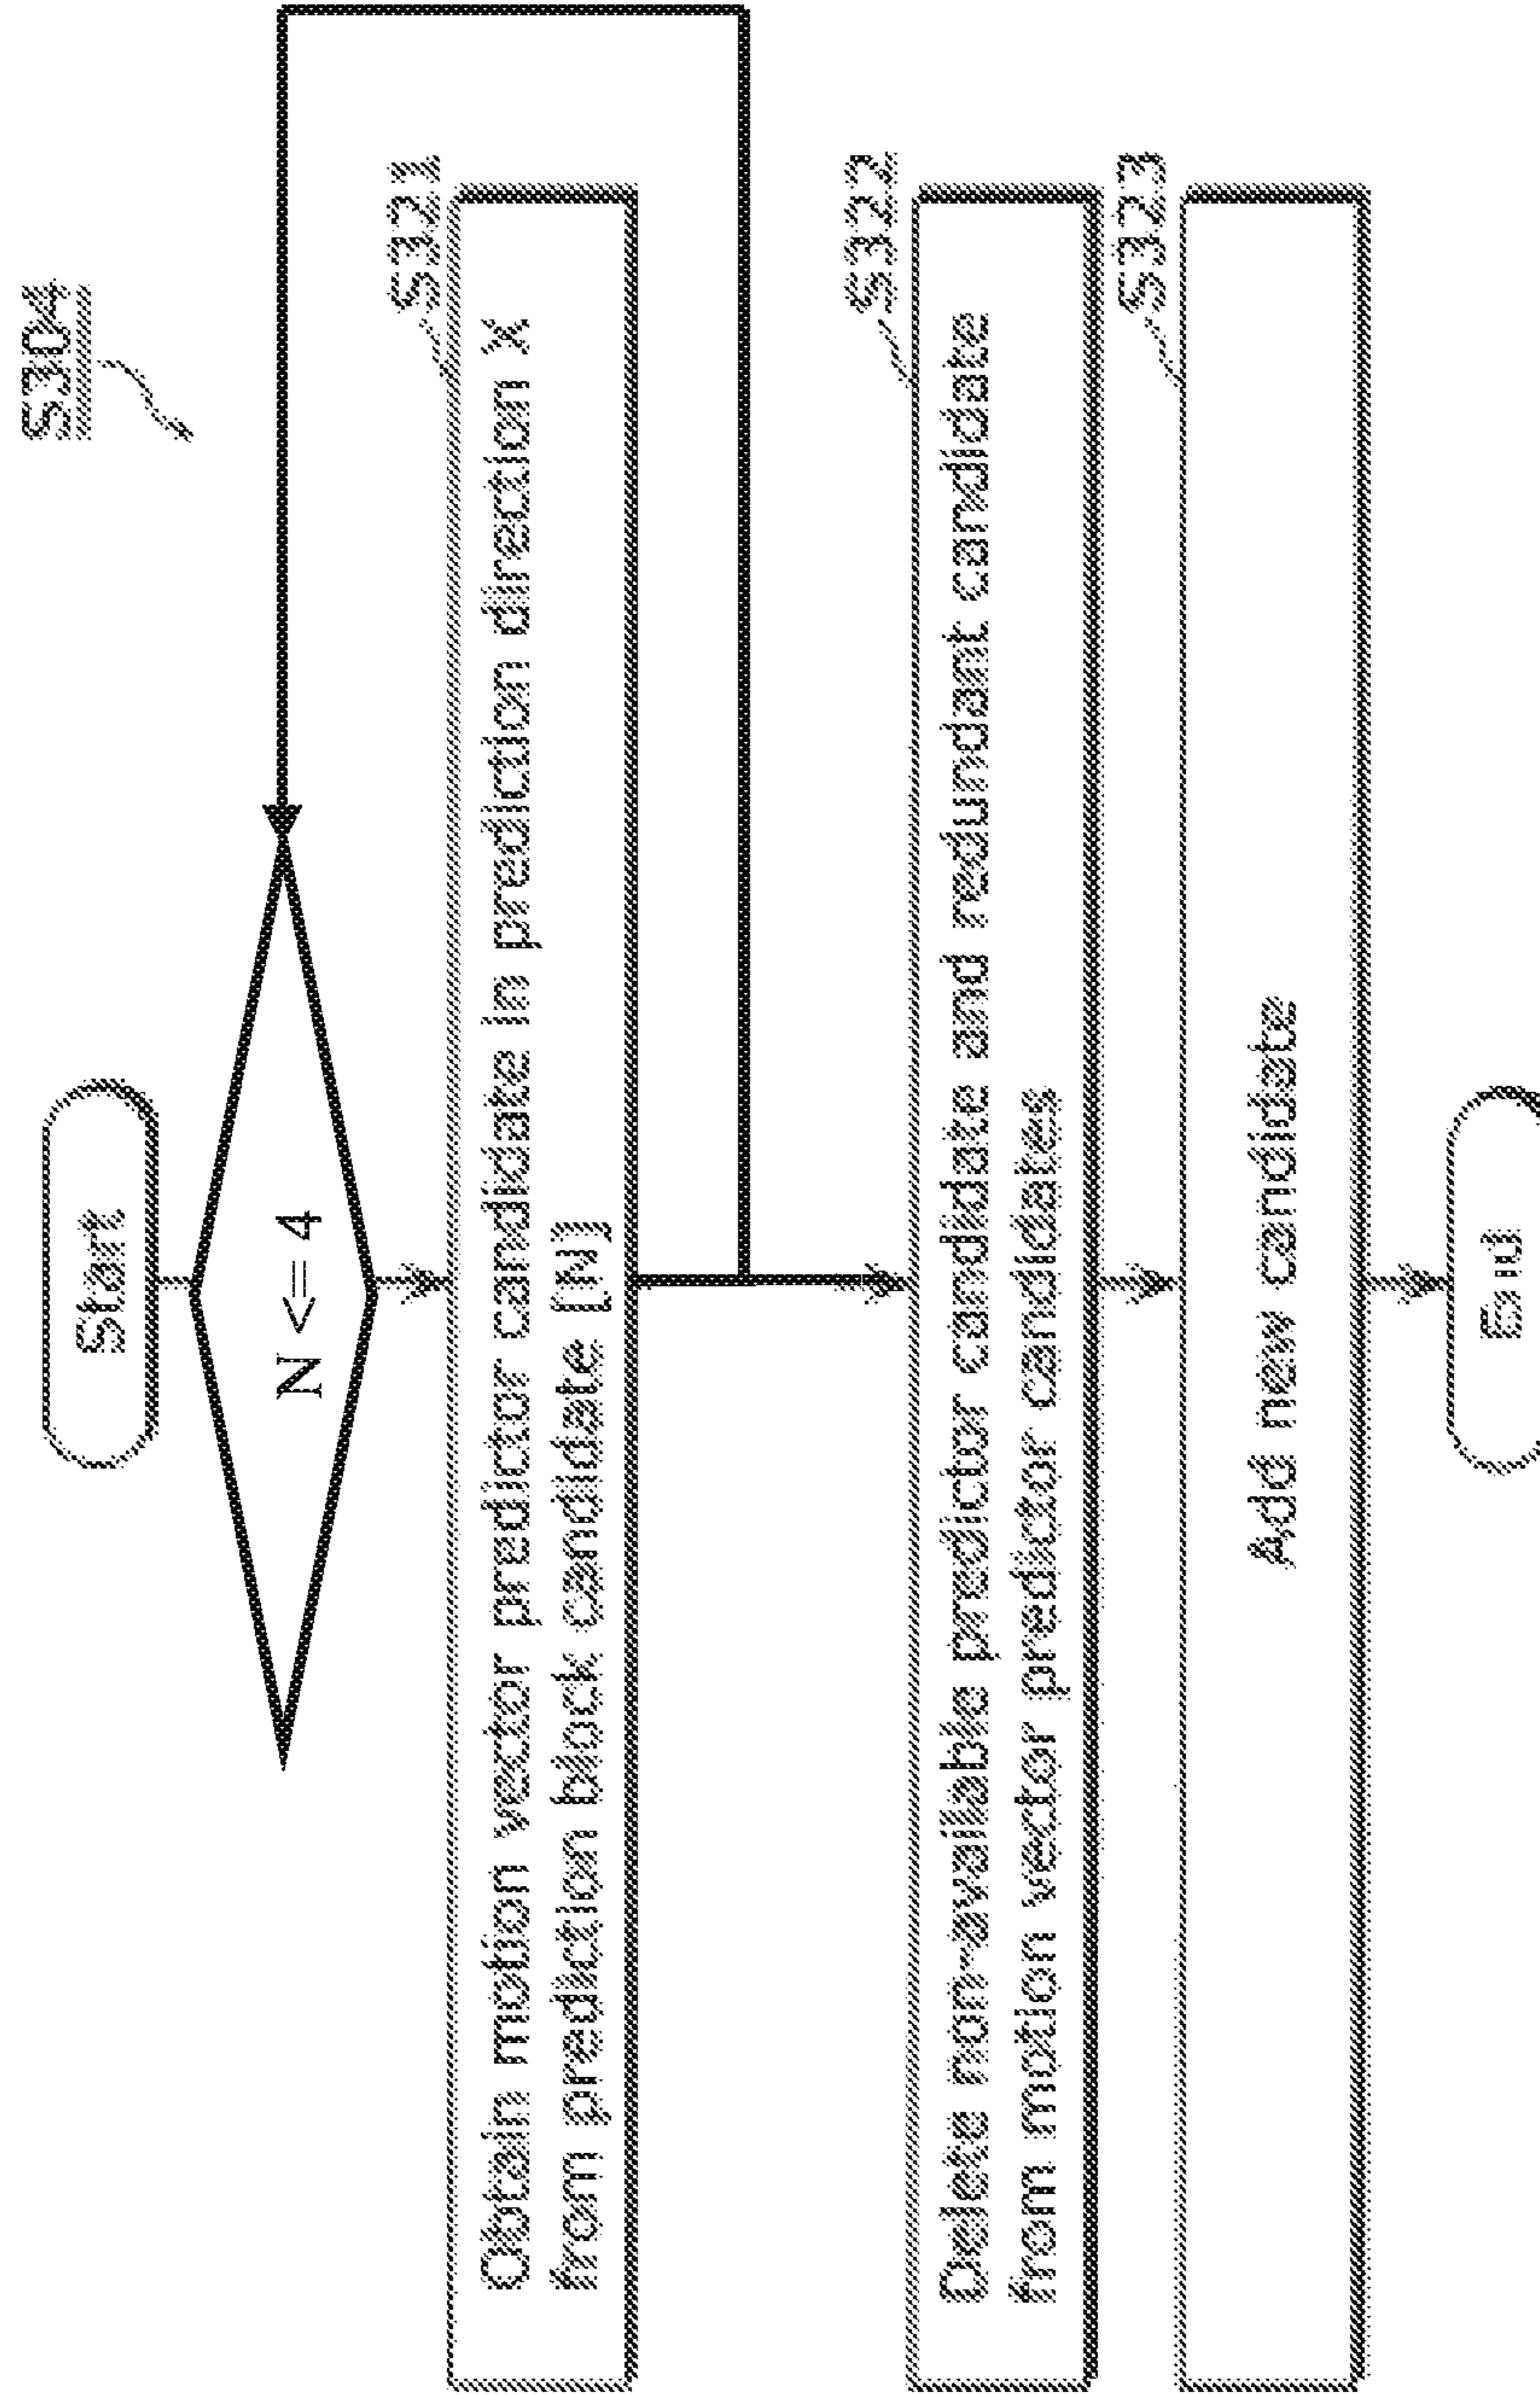 S304
Start
N <= 4
S321
Obtain motion vector predictor candidate in prediction direction X
from prediction block candidate [N]
S322
Delete non-available predictor candidate and redundant candidate
from motion vector predictor candidates
S323
Add new candidate
End